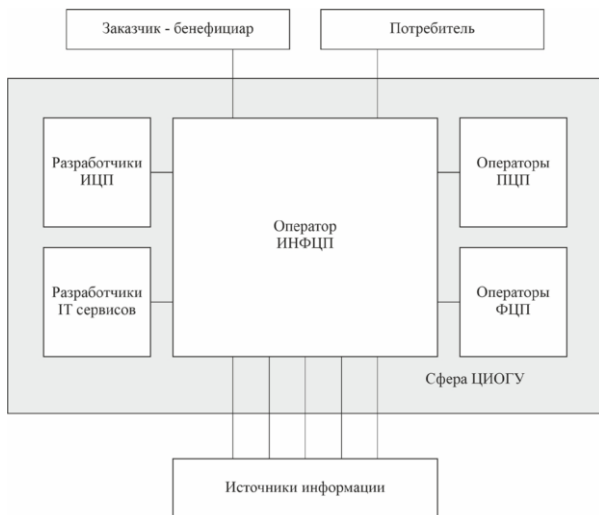 Заказчик - бенефициар
Потребитель
Разработчики
ИЦП
Операторы
ПЦП
Оператор
ИНФЦП
Разработчики
IT сервисов
Операторы
ФЦП
Сфера ЦИОГУ
Источники информации